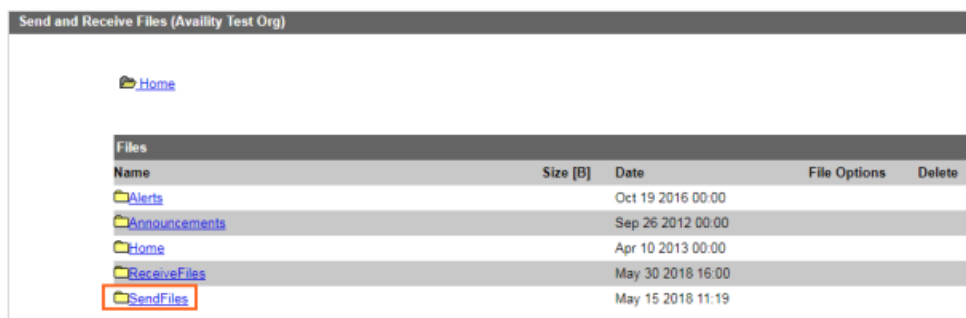 Send and Receive Files (Availity Test Org)
Home
Files
Name Size [B] Date File Options Delete
Alerts Oct 19 2016 00:00
Announcements Sep 26 2012 00:00
Home Apr 10 2013 00:00
ReceiveFiles May 30 2018 16:00
SendFiles May 15 2018 11:19